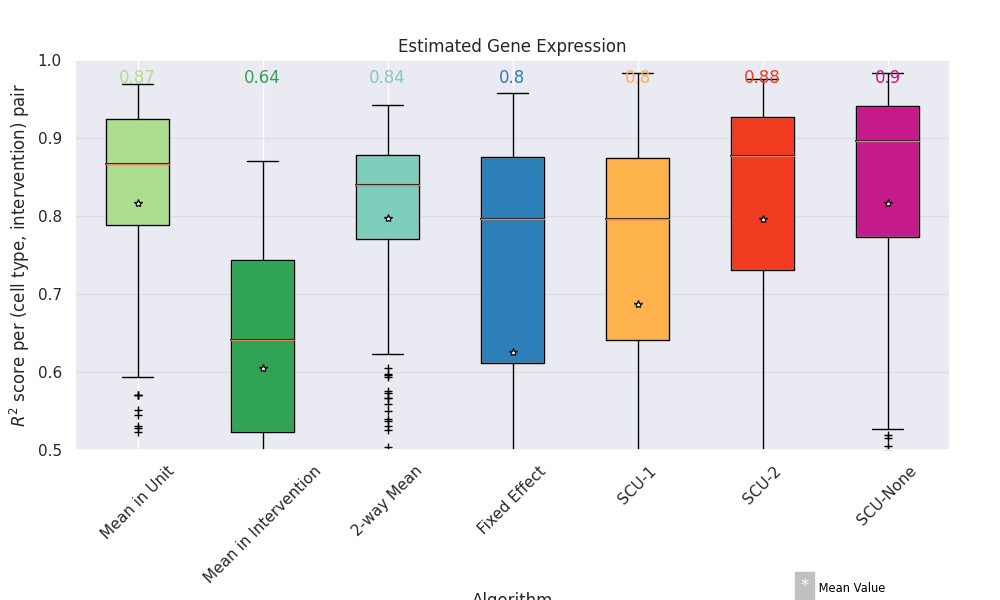 Estimated Gene Expression
R² score per (cell type, intervention) pair
1.0
0.9
0.8
0.7
0.6
0.5
0.87 0.64 0.84 0.8 0.8 0.88 0.9
Mean in Unit
Mean in Intervention
2-way Mean
Fixed Effect
SCU-1
SCU-2
SCU-None
Algorithm
* Mean Value